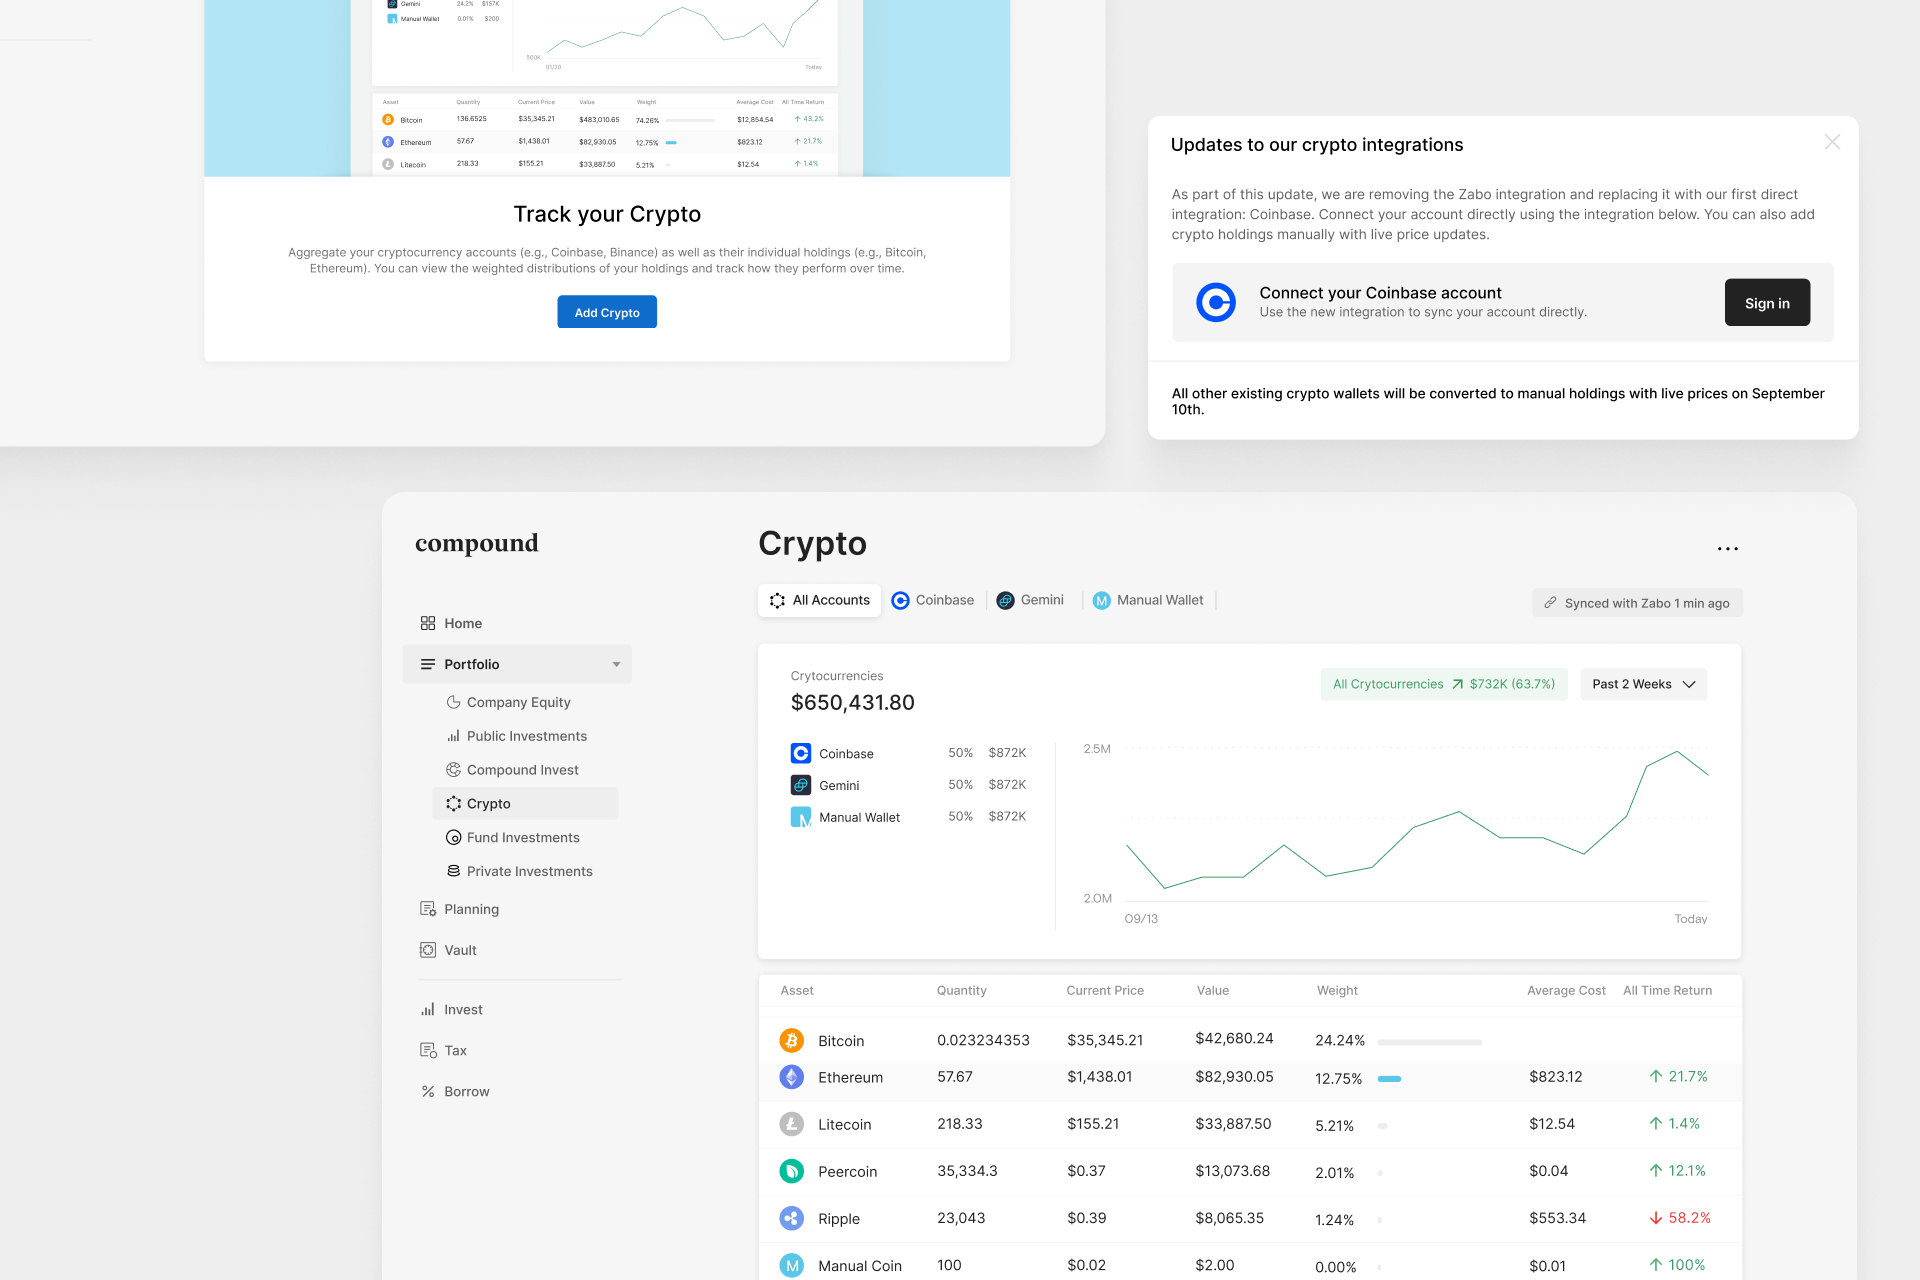 Gemini 24.2% $157K
Manual Wallet 0.01% $200
500K
01/30 Today
Asset Quantity Current Price Value Weight Average Cost All Time Return
Bitcoin 136.6525 $35,345.21 $483,010.65 74.26% $12,854.54 43.2%
Ethereum 57.67 $1,438.01 $82,930.05 12.75% $823.12 21.7%
Litecoin 218.33 $155.21 $33,887.50 5.21% $12.54 1.4%
Track your Crypto
Aggregate your cryptocurrency accounts (e.g., Coinbase, Binance) as well as their individual holdings (e.g., Bitcoin,
Ethereum). You can view the weighted distributions of your holdings and track how they perform over time.
Add Crypto
Updates to our crypto integrations
As part of this update, we are removing the Zabo integration and replacing it with our first direct
integration: Coinbase. Connect your account directly using the integration below. You can also add
crypto holdings manually with live price updates.
Connect your Coinbase account
Use the new integration to sync your account directly.
Sign in
All other existing crypto wallets will be converted to manual holdings with live prices on September
10th.
compound
Home
Portfolio
Company Equity
Public Investments
Compound Invest
Crypto
Fund Investments
Private Investments
Planning
Vault
Invest
Tax
Borrow
Crypto
All Accounts Coinbase Gemini M Manual Wallet
Synced with Zabo 1 min ago
Crytocurrencies
$650,431.80
All Crytocurrencies $732K (63.7%)
Past 2 Weeks
Coinbase 50% $872K
Gemini 50% $872K
M Manual Wallet 50% $872K
2.5M
2.0M
09/13 Today
Asset Quantity Current Price Value Weight Average Cost All Time Return
Bitcoin 0.023234353 $35,345.21 $42,680.24 24.24%
Ethereum 57.67 $1,438.01 $82,930.05 12.75% $823.12 21.7%
Litecoin 218.33 $155.21 $33,887.50 5.21% $12.54 1.4%
Peercoin 35,334.3 $0.37 $13,073.68 2.01% $0.04 12.1%
Ripple 23,043 $0.39 $8,065.35 1.24% $553.34 58.2%
M Manual Coin 100 $0.02 $2.00 0.00% $0.01 100%